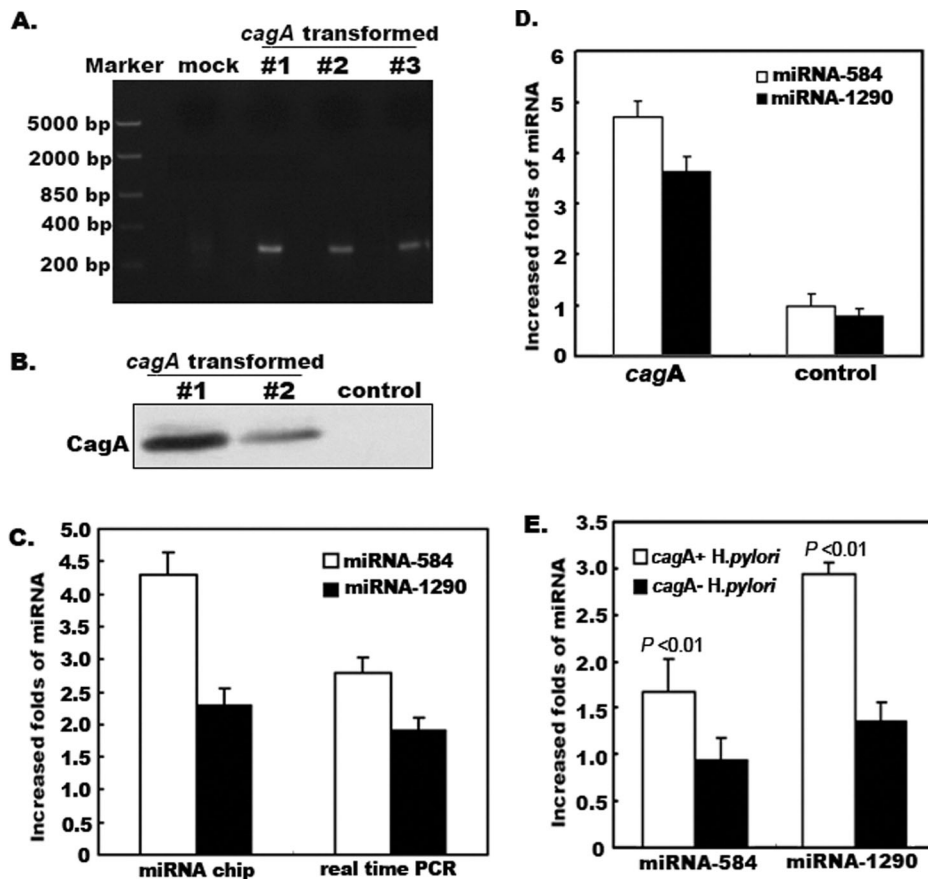 A.
cagA transformed
Marker mock #1 #2 #3
5000 bp
2000 bp
850 bp
400 bp
200 bp
B.
cagA transformed
#1 #2 control
CagA
C.
Increased folds of miRNA
5.0
4.5
4.0
3.5
3.0
2.5
2.0
1.5
1.0
0.5
0
miRNA-584
miRNA-1290
miRNA chip real time PCR
D.
Increased folds of miRNA
6
5
4
3
2
1
0
miRNA-584
miRNA-1290
cagA control
E.
Increased folds of miRNA
3.5
3.0
2.5
2.0
1.5
1.0
0.5
0
cagA+ H.pylori
cagA- H.pylori
P <0.01
P <0.01
miRNA-584 miRNA-1290